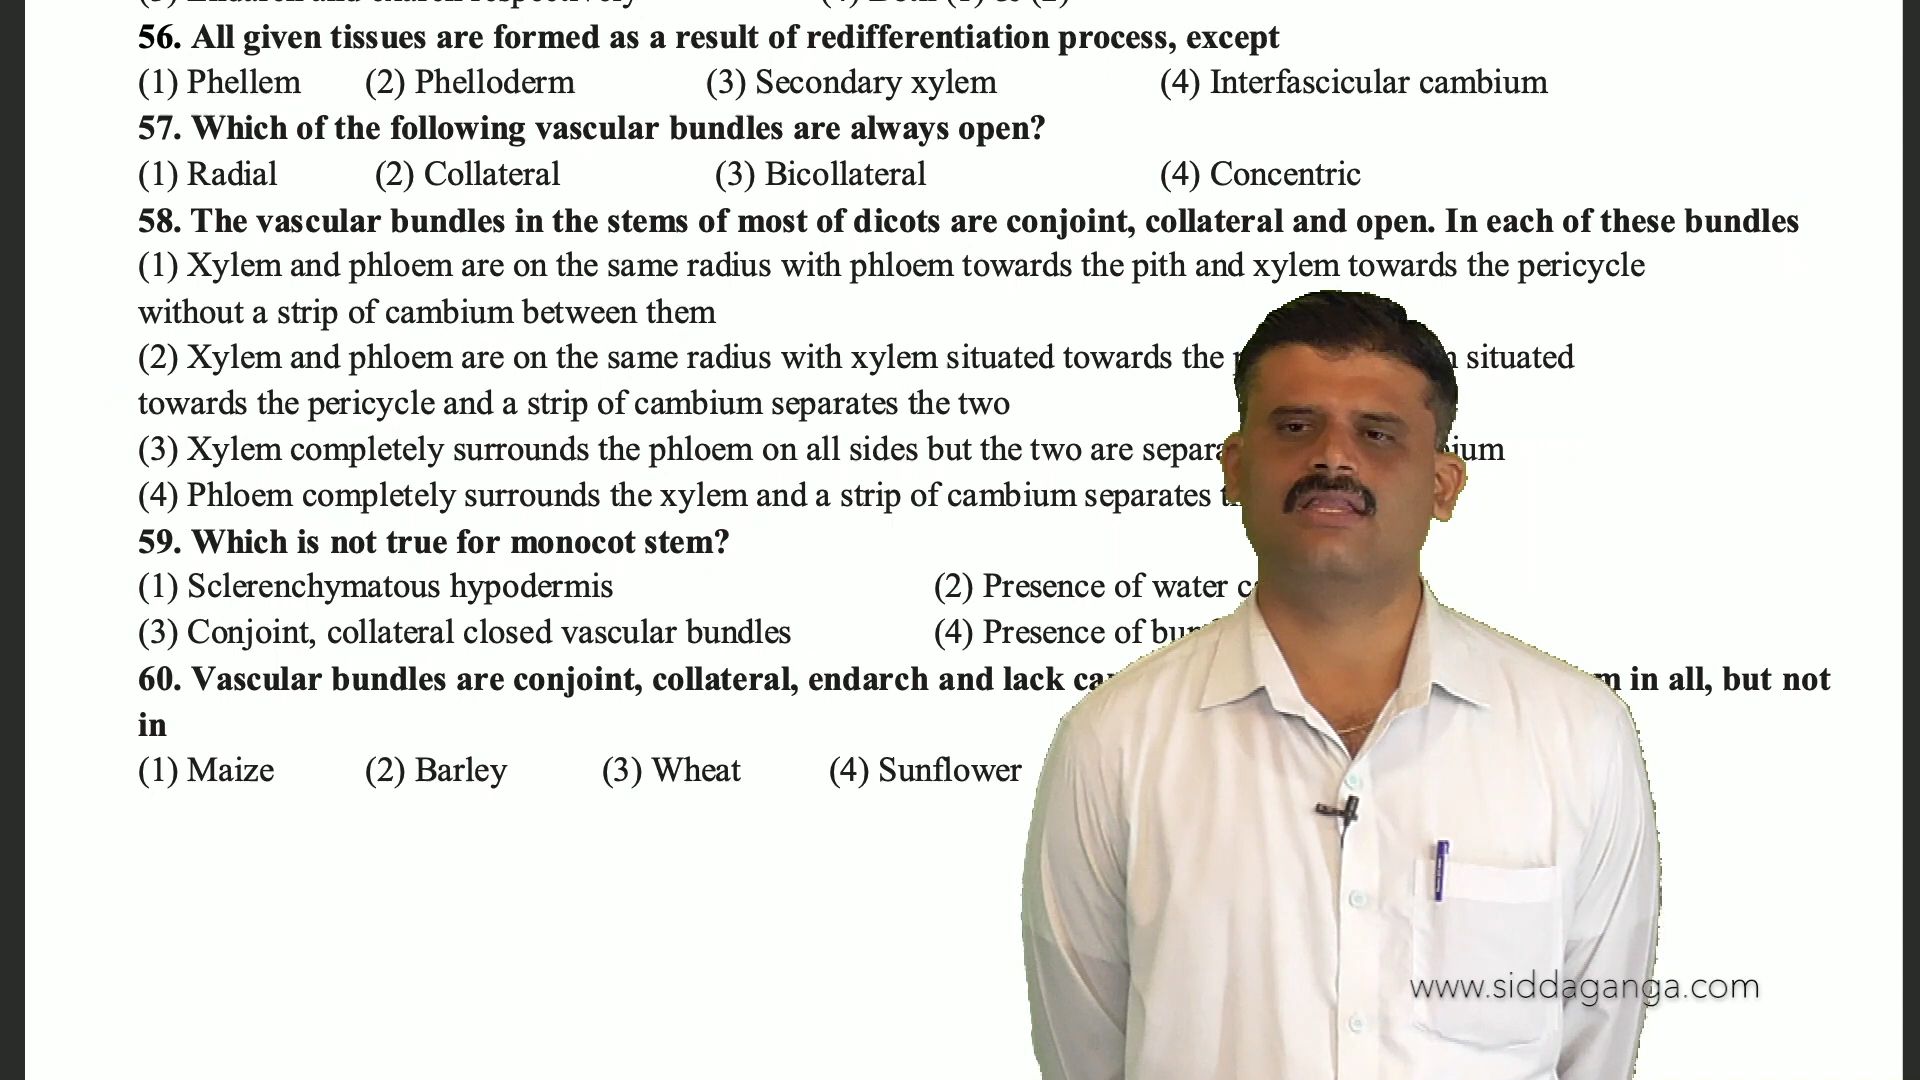 56. All given tissues are formed as a result of redifferentiation process, except
(1) Phellem (2) Phelloderm (3) Secondary xylem (4) Interfascicular cambium
57. Which of the following vascular bundles are always open?
(1) Radial (2) Collateral (3) Bicollateral (4) Concentric
58. The vascular bundles in the stems of most of dicots are conjoint, collateral and open. In each of these bundles
(1) Xylem and phloem are on the same radius with phloem towards the pith and xylem towards the pericycle
without a strip of cambium between them
(2) Xylem and phloem are on the same radius with xylem situated towards the situated
towards the pericycle and a strip of cambium separates the two
(3) Xylem completely surrounds the phloem on all sides but the two are
(4) Phloem completely surrounds the xylem and a strip of cambium separates
59. Which is not true for monocot stem?
(1) Sclerenchymatous hypodermis (2) Presence of water
(3) Conjoint, collateral closed vascular bundles (4) Presence of
60. Vascular bundles are conjoint, collateral, endarch and lack in all, but not
in
(1) Maize (2) Barley (3) Wheat (4) Sunflower
www.siddaganga.com